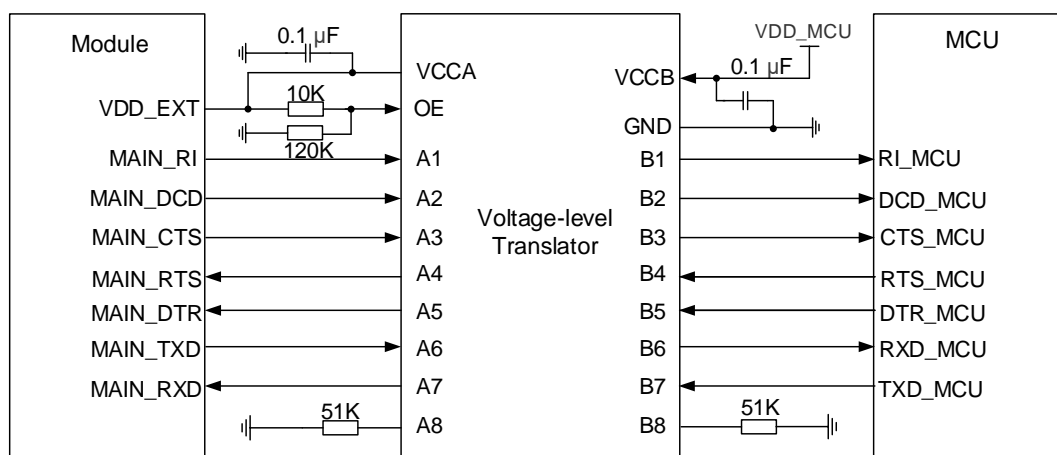 Module
0.1 µF
VDD_MCU
MCU
VCCA
VCCB
0.1 µF
VDD_EXT
10K
OE
120K
GND
MAIN_RI
A1
B1
RI_MCU
MAIN_DCD
A2
B2
DCD_MCU
Voltage-level
Translator
MAIN_CTS
A3
B3
CTS_MCU
MAIN_RTS
A4
B4
RTS_MCU
MAIN_DTR
A5
B5
DTR_MCU
MAIN_TXD
A6
B6
RXD_MCU
MAIN_RXD
A7
B7
TXD_MCU
51K
A8
B8
51K